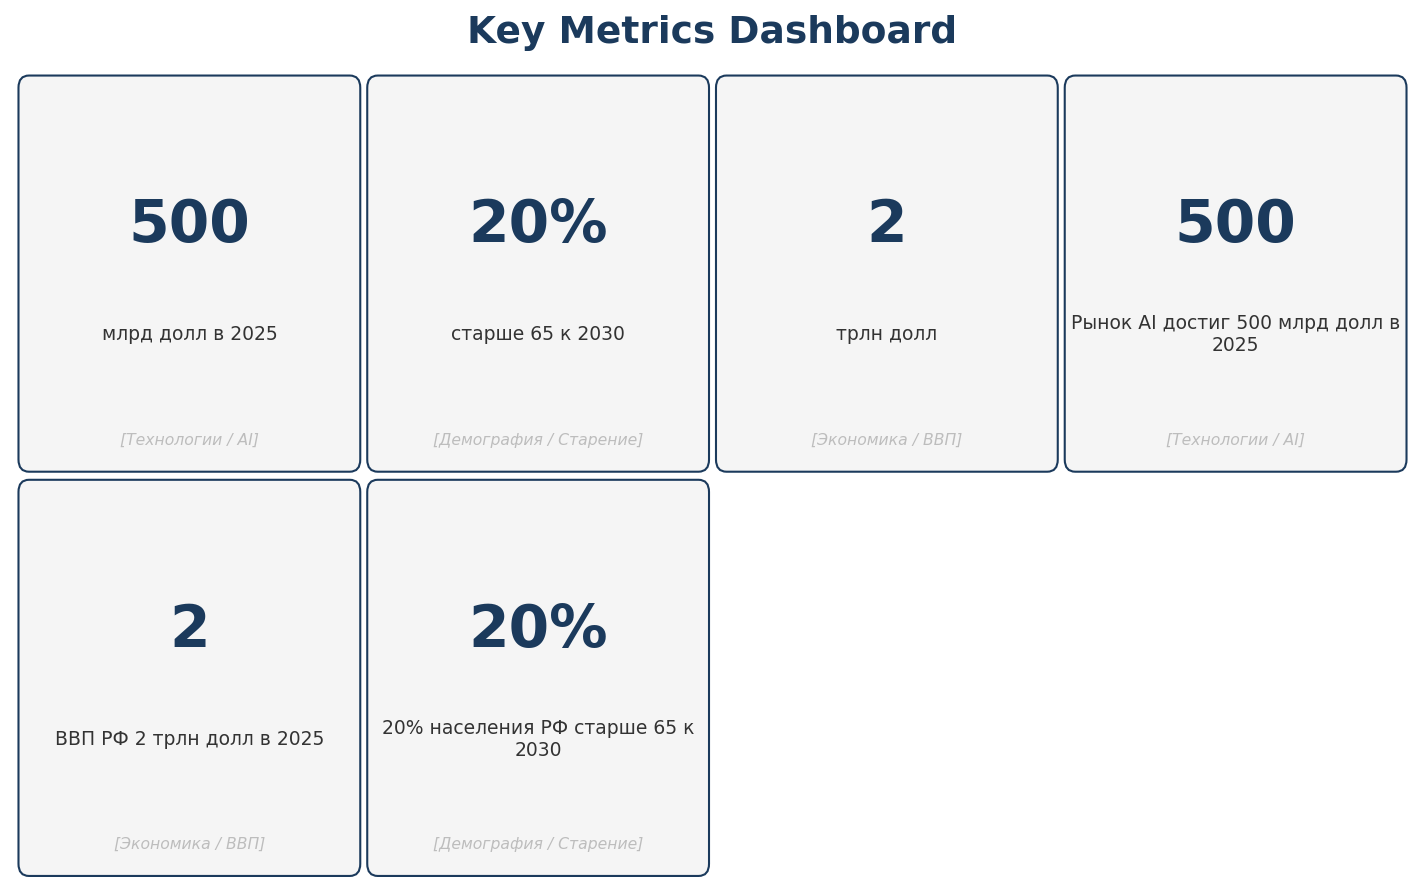 Key Metrics Dashboard
500
млрд долл в 2025
[Технологии / AI]
20%
старше 65 к 2030
[Демография / Старение]
2
трлн долл
[Экономика / ВВП]
500
Рынок AI достиг 500 млрд долл в
2025
[Технологии / AI]
2
ВВП РФ 2 трлн долл в 2025
[Экономика / ВВП]
20%
20% населения РФ старше 65 к
2030
[Демография / Старение]